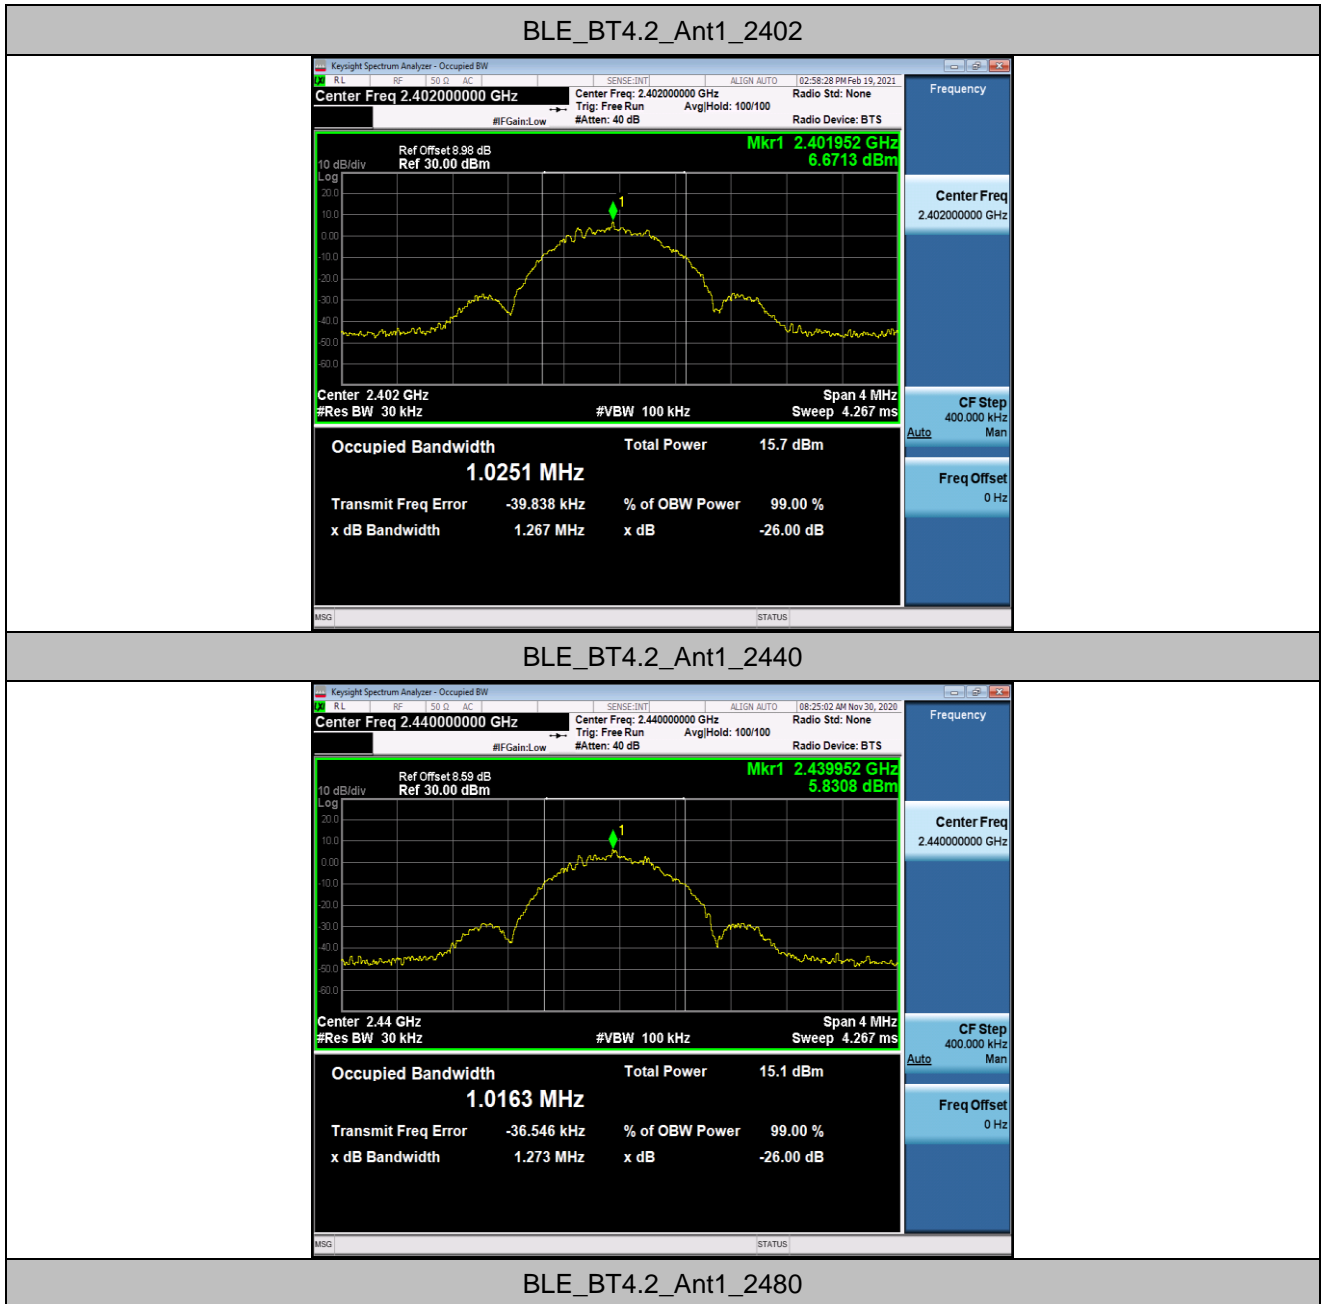 BLE_BT4.2_Ant1_2402
Keysight Spectrum Analyzer - Occupied BW
RL RF 50 Ω AC SENSE:INT ALIGN AUTO 02:58:28 PM Feb 19, 2021
Center Freq 2.402000000 GHz
Center Freq: 2.402000000 GHz
Radio Std: None
Trig: Free Run Avg|Hold: 100/100
#IFGain:Low #Atten: 40 dB Radio Device: BTS
Frequency
Mkr1 2.401952 GHz
6.6713 dBm
Ref Offset 8.98 dB
10 dB/div Ref 30.00 dBm
Log
20.0
10.0
0.00
-10.0
-20.0
-30.0
-40.0
-50.0
-60.0
1
Center 2.402 GHz Span 4 MHz
#Res BW 30 kHz #VBW 100 kHz Sweep 4.267 ms
Center Freq
2.402000000 GHz
CF Step
400.000 kHz
Auto Man
Freq Offset
0 Hz
Occupied Bandwidth Total Power 15.7 dBm
1.0251 MHz
Transmit Freq Error -39.838 kHz % of OBW Power 99.00 %
x dB Bandwidth 1.267 MHz x dB -26.00 dB
MSG STATUS
BLE_BT4.2_Ant1_2440
Keysight Spectrum Analyzer - Occupied BW
RL RF 50 Ω AC SENSE:INT ALIGN AUTO 08:25:02 AM Nov 30, 2020
Center Freq 2.440000000 GHz
Center Freq: 2.440000000 GHz
Radio Std: None
Trig: Free Run Avg|Hold: 100/100
#IFGain:Low #Atten: 40 dB Radio Device: BTS
Frequency
Mkr1 2.439952 GHz
5.8308 dBm
Ref Offset 8.59 dB
10 dB/div Ref 30.00 dBm
Log
20.0
10.0
0.00
-10.0
-20.0
-30.0
-40.0
-50.0
-60.0
1
Center 2.44 GHz Span 4 MHz
#Res BW 30 kHz #VBW 100 kHz Sweep 4.267 ms
Center Freq
2.440000000 GHz
CF Step
400.000 kHz
Auto Man
Freq Offset
0 Hz
Occupied Bandwidth Total Power 15.1 dBm
1.0163 MHz
Transmit Freq Error -36.546 kHz % of OBW Power 99.00 %
x dB Bandwidth 1.273 MHz x dB -26.00 dB
MSG STATUS
BLE_BT4.2_Ant1_2480